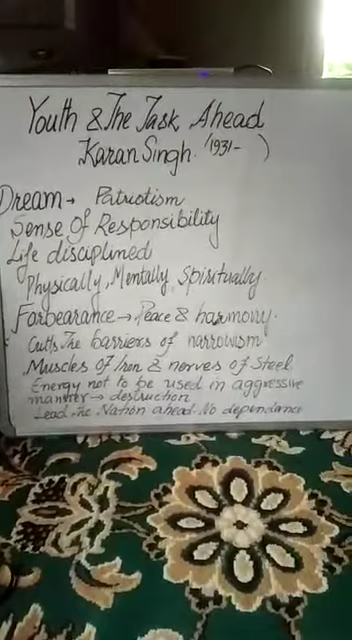 Youth & The Task Ahead
Karan Singh (1931- )
Dream → Patriotism
Sense Of Responsibility
Life disciplined
Physically, Mentally, Spiritually.
Forbearance → Peace & harmony.
Cutts The barriers of narrowism
Muscles Of Iron & nerves of Steel
Energy not to be used in aggressive
manner → destruction
Lead The Nation ahead. No dependance